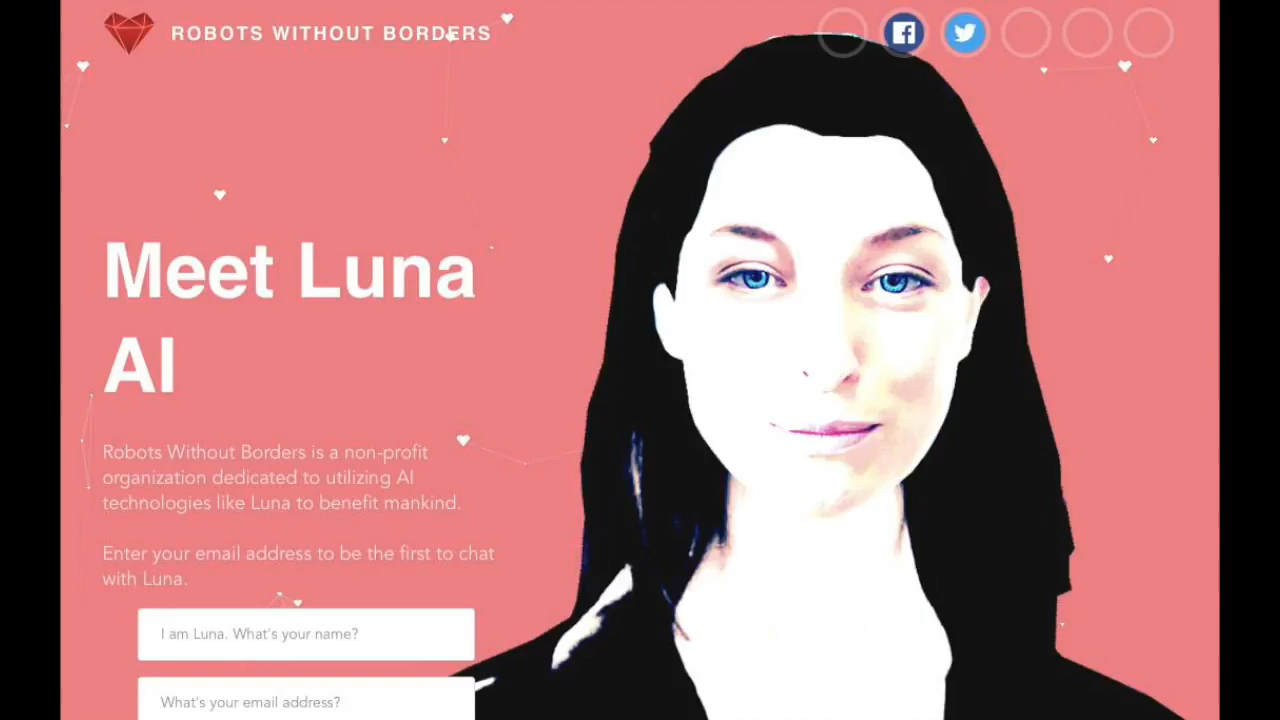 ROBOTS WITHOUT BORDERS
Meet Luna
AI
Robots Without Borders is a non-profit
organization dedicated to utilizing AI
technologies like Luna to benefit mankind.
Enter your email address to be the first to chat
with Luna.
I am Luna. What's your name?
What's your email address?